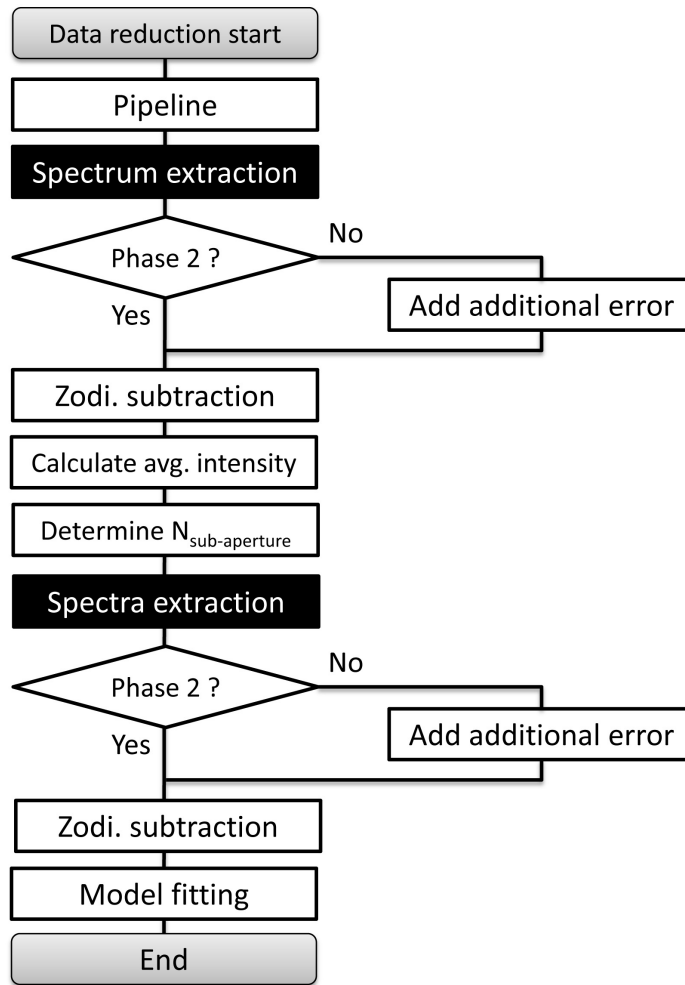 Data reduction start
Pipeline
Spectrum extraction
Phase 2 ?
No
Add additional error
Yes
Zodi. subtraction
Calculate avg. intensity
Determine N sub-aperture
Spectra extraction
Phase 2 ?
No
Add additional error
Yes
Zodi. subtraction
Model fitting
End